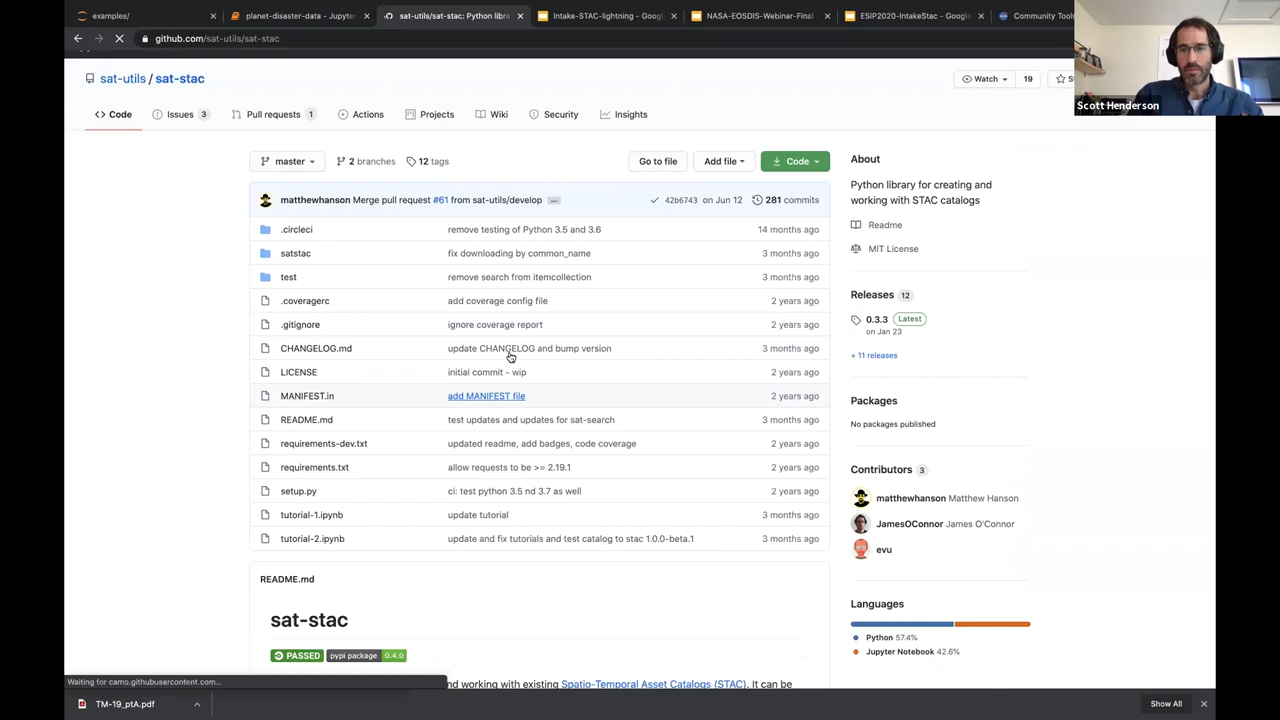 examples/
planet-disaster-data - Jupyte
sat-utils/sat-stac: Python libra
Intake-STAC-lightning - Googl
NASA-EOSDIS-Webinar-Final
ESIP2020-IntakeStac - Google
Community Tool
github.com/sat-utils/sat-stac
Scott Henderson
sat-utils / sat-stac
Watch
19
Code
Issues 3
Pull requests 1
Actions
Projects
Wiki
Security
Insights
master
2 branches
12 tags
Go to file
Add file
Code
matthewhanson Merge pull request #61 from sat-utils/develop ...
42b6743 on Jun 12
281 commits
.circleci remove testing of Python 3.5 and 3.6 14 months ago
satstac fix downloading by common_name 3 months ago
test remove search from itemcollection 3 months ago
.coveragerc add coverage config file 2 years ago
.gitignore ignore coverage report 2 years ago
CHANGELOG.md update CHANGELOG and bump version 3 months ago
LICENSE initial commit - wip 2 years ago
MANIFEST.in add MANIFEST file 2 years ago
README.md test updates and updates for sat-search 3 months ago
requirements-dev.txt updated readme, add badges, code coverage 2 years ago
requirements.txt allow requests to be >= 2.19.1 2 years ago
setup.py ci: test python 3.5 nd 3.7 as well 2 years ago
tutorial-1.ipynb update tutorial 3 months ago
tutorial-2.ipynb update and fix tutorials and test catalog to stac 1.0.0-beta.1 3 months ago
README.md
sat-stac
PASSED pypi package 0.4.0
nd working with existing Spatio-Temporal Asset Catalogs (STAC). It can be
About
Python library for creating and
working with STAC catalogs
Readme
MIT License
Releases 12
0.3.3 Latest
on Jan 23
+ 11 releases
Packages
No packages published
Contributors 3
matthewhanson Matthew Hanson
JamesOConnor James O'Connor
evu
Languages
Python 57.4%
Jupyter Notebook 42.6%
Waiting for camo.githubusercontent.com...
TM-19_ptA.pdf
Show All